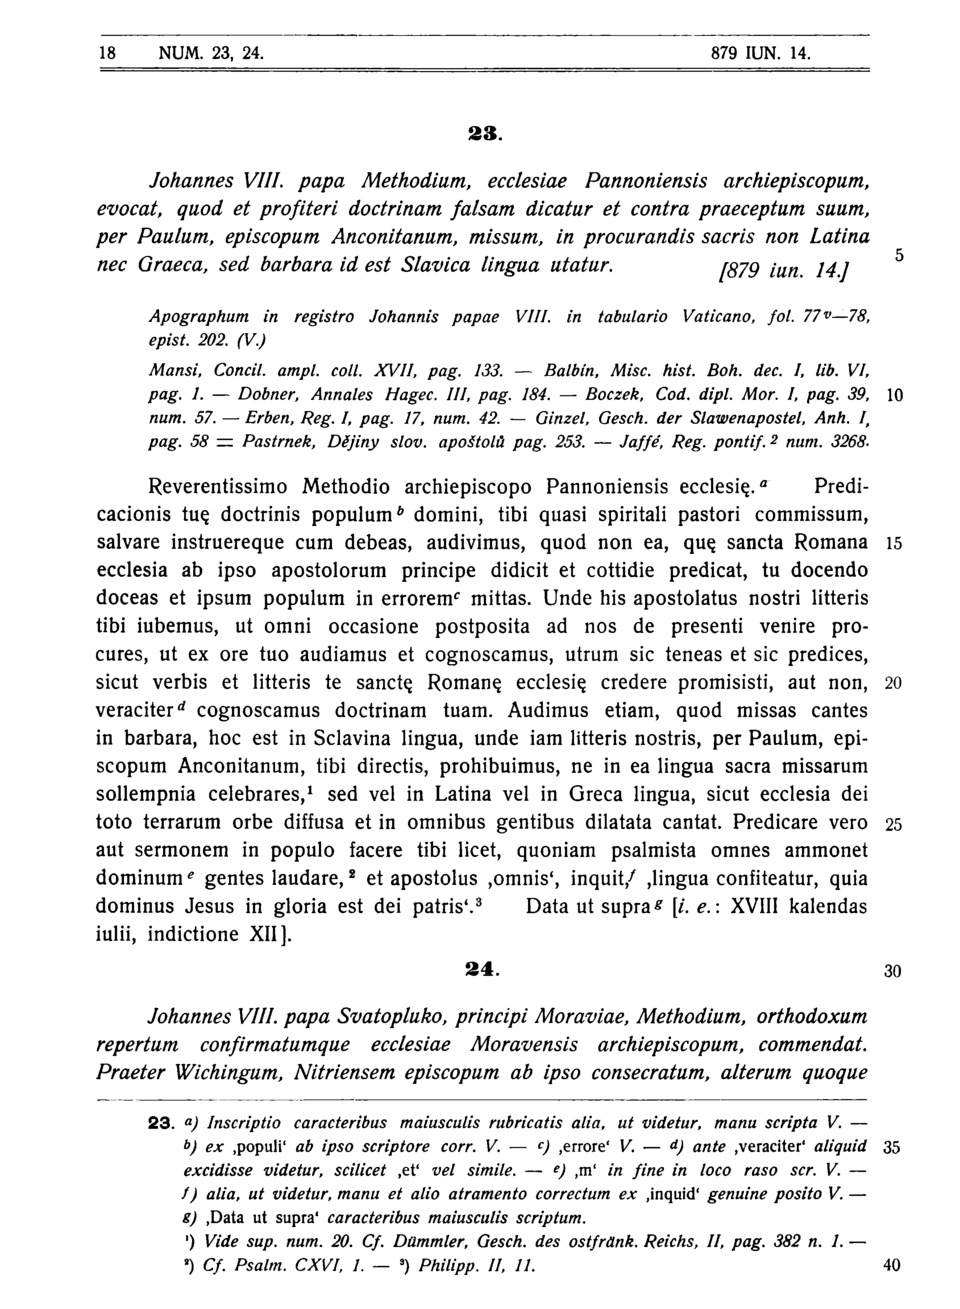 18 NUM. 23, 24. 879 IUN. 14.
23.
Johannes VIII. papa Methodium, ecclesiae Pannoniensis archiepiscopum,
evocat, quod et profiteri doctrinam falsam dicatur et contra praeceptum suum,
per Paulum, episcopum Anconitanum, missum, in procurandis sacris non Latina
nec Graeca, sed barbara id est Slavica lingua utatur. [879 iun. 14.] 5
Apographum in registro Johannis papae VIII. in tabulario Vaticano, fol. 77ᵛ—78,
epist. 202. (V.)
Mansi, Concil. ampl. coll. XVII, pag. 133. — Balbín, Misc. hist. Boh. dec. I, lib. VI,
pag. 1. — Dobner, Annales Hagec. III, pag. 184. — Boczek, Cod. dipl. Mor. I, pag. 39, 10
num. 57. — Erben, Reg. I, pag. 17, num. 42. — Ginzel, Gesch. der Slawenapostel, Anh. I,
pag. 58 = Pastrnek, Dějiny slov. apoštolů pag. 253. — Jaffé, Reg. pontif.² num. 3268.
Reverentissimo Methodio archiepiscopo Pannoniensis ecclesię.ᵃ Predi-
cacionis tuę doctrinis populumᵇ domini, tibi quasi spiritali pastori commissum,
salvare instruereque cum debeas, audivimus, quod non ea, quę sancta Romana 15
ecclesia ab ipso apostolorum principe didicit et cottidie predicat, tu docendo
doceas et ipsum populum in erroremᶜ mittas. Unde his apostolatus nostri litteris
tibi iubemus, ut omni occasione postposita ad nos de presenti venire pro-
cures, ut ex ore tuo audiamus et cognoscamus, utrum sic teneas et sic predices,
sicut verbis et litteris te sanctę Romanę ecclesię credere promisisti, aut non, 20
veraciterᵈ cognoscamus doctrinam tuam. Audimus etiam, quod missas cantes
in barbara, hoc est in Sclavina lingua, unde iam litteris nostris, per Paulum, epi-
scopum Anconitanum, tibi directis, prohibuimus, ne in ea lingua sacra missarum
sollempnia celebrares,¹ sed vel in Latina vel in Greca lingua, sicut ecclesia dei
toto terrarum orbe diffusa et in omnibus gentibus dilatata cantat. Predicare vero 25
aut sermonem in populo facere tibi licet, quoniam psalmista omnes ammonet
dominumᵉ gentes laudare,² et apostolus ‚omnis‘, inquit,ᶠ ‚lingua confiteatur, quia
dominus Jesus in gloria est dei patris‘.³ Data ut supraᵍ [i. e.: XVIII kalendas
iulii, indictione XII].
24. 30
Johannes VIII. papa Svatopluko, principi Moraviae, Methodium, orthodoxum
repertum confirmatumque ecclesiae Moravensis archiepiscopum, commendat.
Praeter Wichingum, Nitriensem episcopum ab ipso consecratum, alterum quoque
23. a) Inscriptio caracteribus maiusculis rubricatis alia, ut videtur, manu scripta V. —
b) ex ‚populi‘ ab ipso scriptore corr. V. — c) ‚errore‘ V. — d) ante ‚veraciter‘ aliquid 35
excidisse videtur, scilicet ‚et‘ vel simile. — e) ‚m‘ in fine in loco raso scr. V. —
f) alia, ut videtur, manu et alio atramento correctum ex ‚inquid‘ genuine posito V. —
g) ‚Data ut supra‘ caracteribus maiusculis scriptum.
¹) Vide sup. num. 20. Cf. Dümmler, Gesch. des ostfränk. Reichs, II, pag. 382 n. 1. —
²) Cf. Psalm. CXVI, 1. — ³) Philipp. II, 11. 40